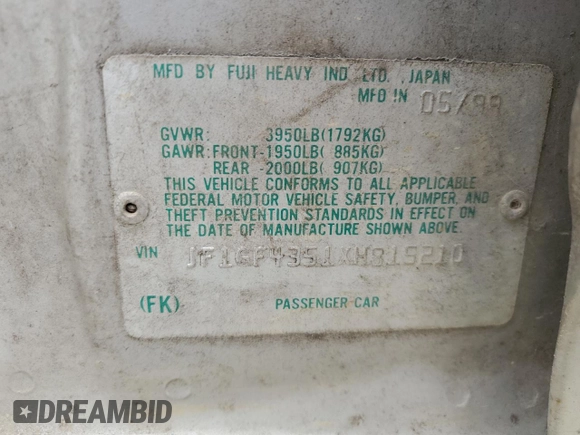 MFD BY FUJI HEAVY IND. LTD. , JAPAN
MFD IN 05/99
GVWR: 3950LB(1792KG)
GAWR:FRONT-1950LB( 885KG)
REAR -2000LB( 907KG)
THIS VEHICLE CONFORMS TO ALL APPLICABLE
FEDERAL MOTOR VEHICLE SAFETY, BUMPER, AND
THEFT PREVENTION STANDARDS IN EFFECT ON
THE DATE OF MANUFACTURE SHOWN ABOVE.
VIN JF1GF4351XH815210
(FK) PASSENGER CAR
DREAMBID